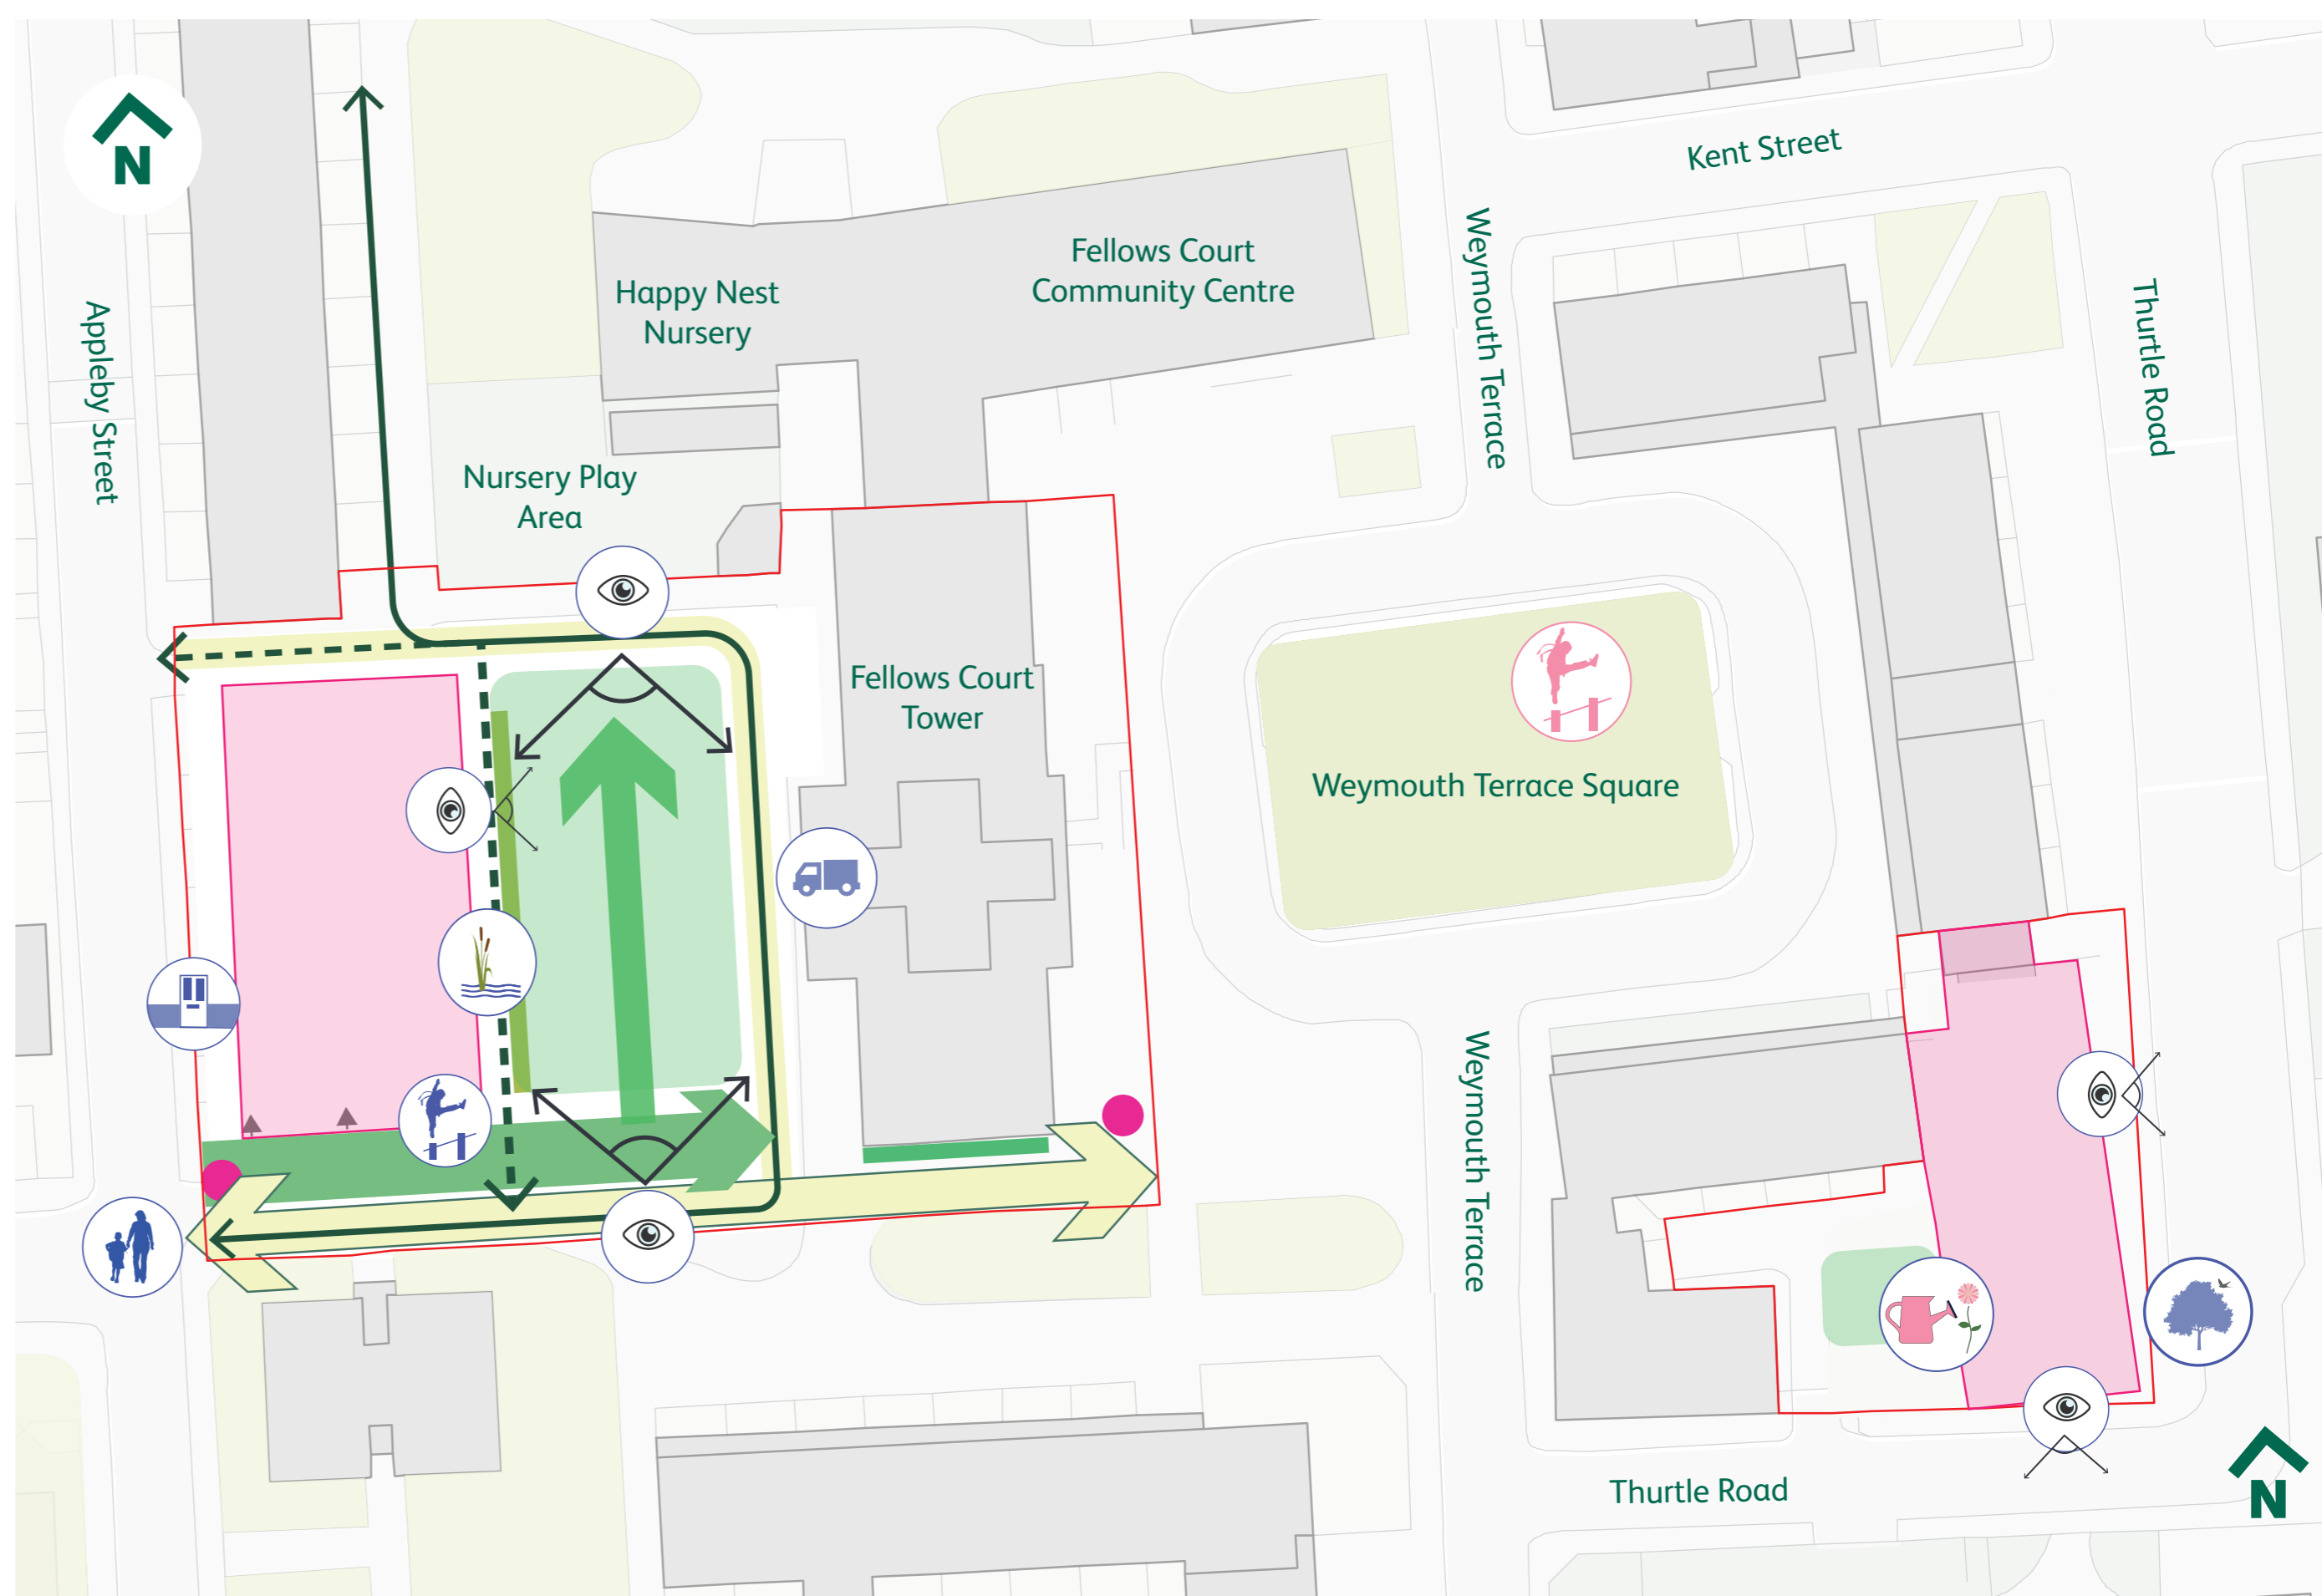 N
Kent Street
Fellows Court
Community Centre
Happy Nest
Nursery
Weymouth Terrace
Thurtle Road
Appleby Street
Nursery Play
Area
Fellows Court
Tower
Weymouth Terrace Square
Weymouth Terrace
Thurtle Road
N